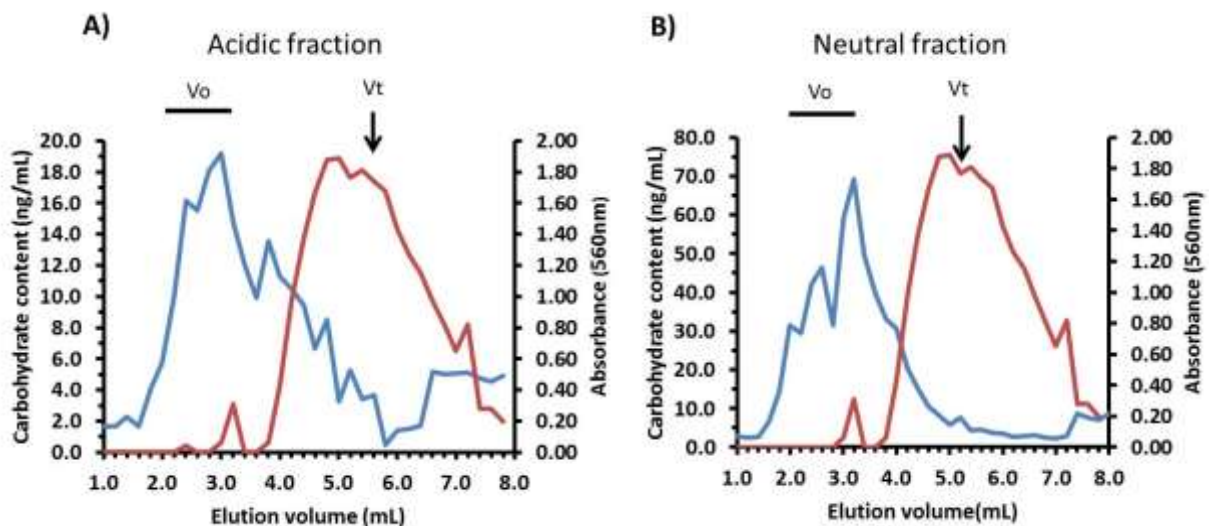 A)
Acidic fraction
Vo
Vt
20.0
18.0
16.0
14.0
12.0
10.0
8.0
6.0
4.0
2.0
0.0
Carbohydrate content (ng/mL)
2.00
1.80
1.60
1.40
1.20
1.00
0.80
0.60
0.40
0.20
0.00
Absorbance (560nm)
1.0 2.0 3.0 4.0 5.0 6.0 7.0 8.0
Elution volume (mL)
B)
Neutral fraction
Vo
Vt
80.0
70.0
60.0
50.0
40.0
30.0
20.0
10.0
0.0
Carbohydrate content (ng/mL)
2.00
1.80
1.60
1.40
1.20
1.00
0.80
0.60
0.40
0.20
0.00
Absorbance (560nm)
1.0 2.0 3.0 4.0 5.0 6.0 7.0 8.0
Elution volume(mL)